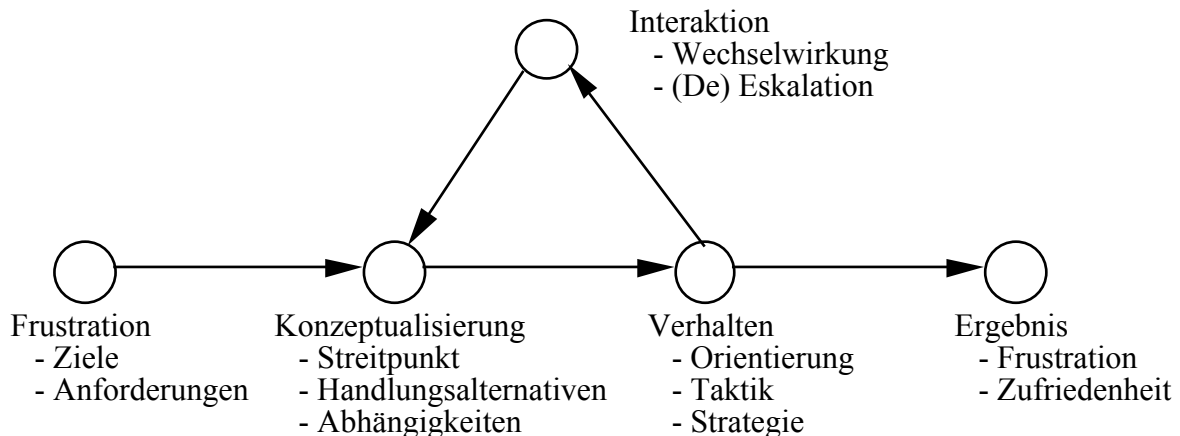 Interaktion
- Wechselwirkung
- (De) Eskalation
Frustration
- Ziele
- Anforderungen
Konzeptualisierung
- Streitpunkt
- Handlungsalternativen
- Abhängigkeiten
Verhalten
- Orientierung
- Taktik
- Strategie
Ergebnis
- Frustration
- Zufriedenheit